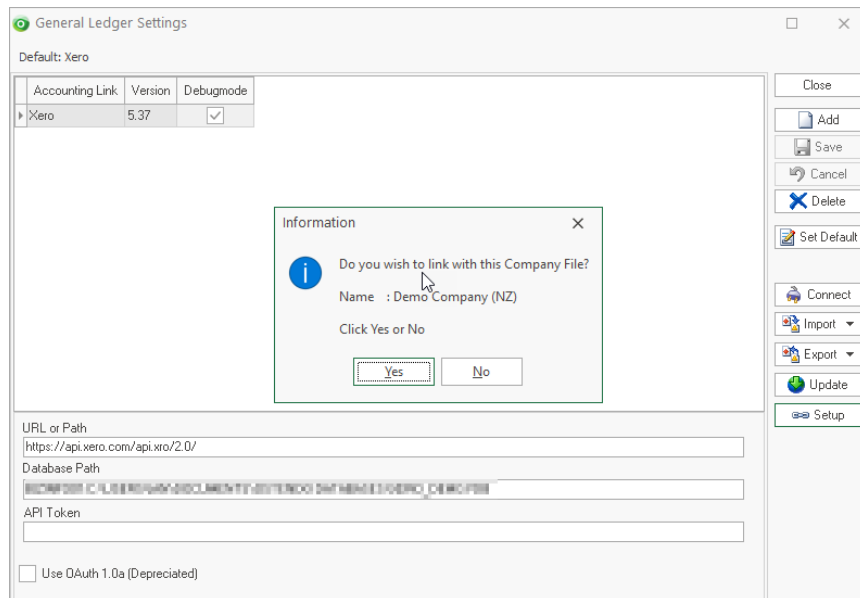 General Ledger Settings
Default: Xero
Accounting Link Version Debugmode
Xero 5.37
Close
Add
Save
Cancel
Delete
Set Default
Connect
Import
Export
Update
Setup
Information
Do you wish to link with this Company File?
Name : Demo Company (NZ)
Click Yes or No
Yes No
URL or Path
https://api.xero.com/api.xro/2.0/
Database Path
API Token
Use OAuth 1.0a (Depreciated)